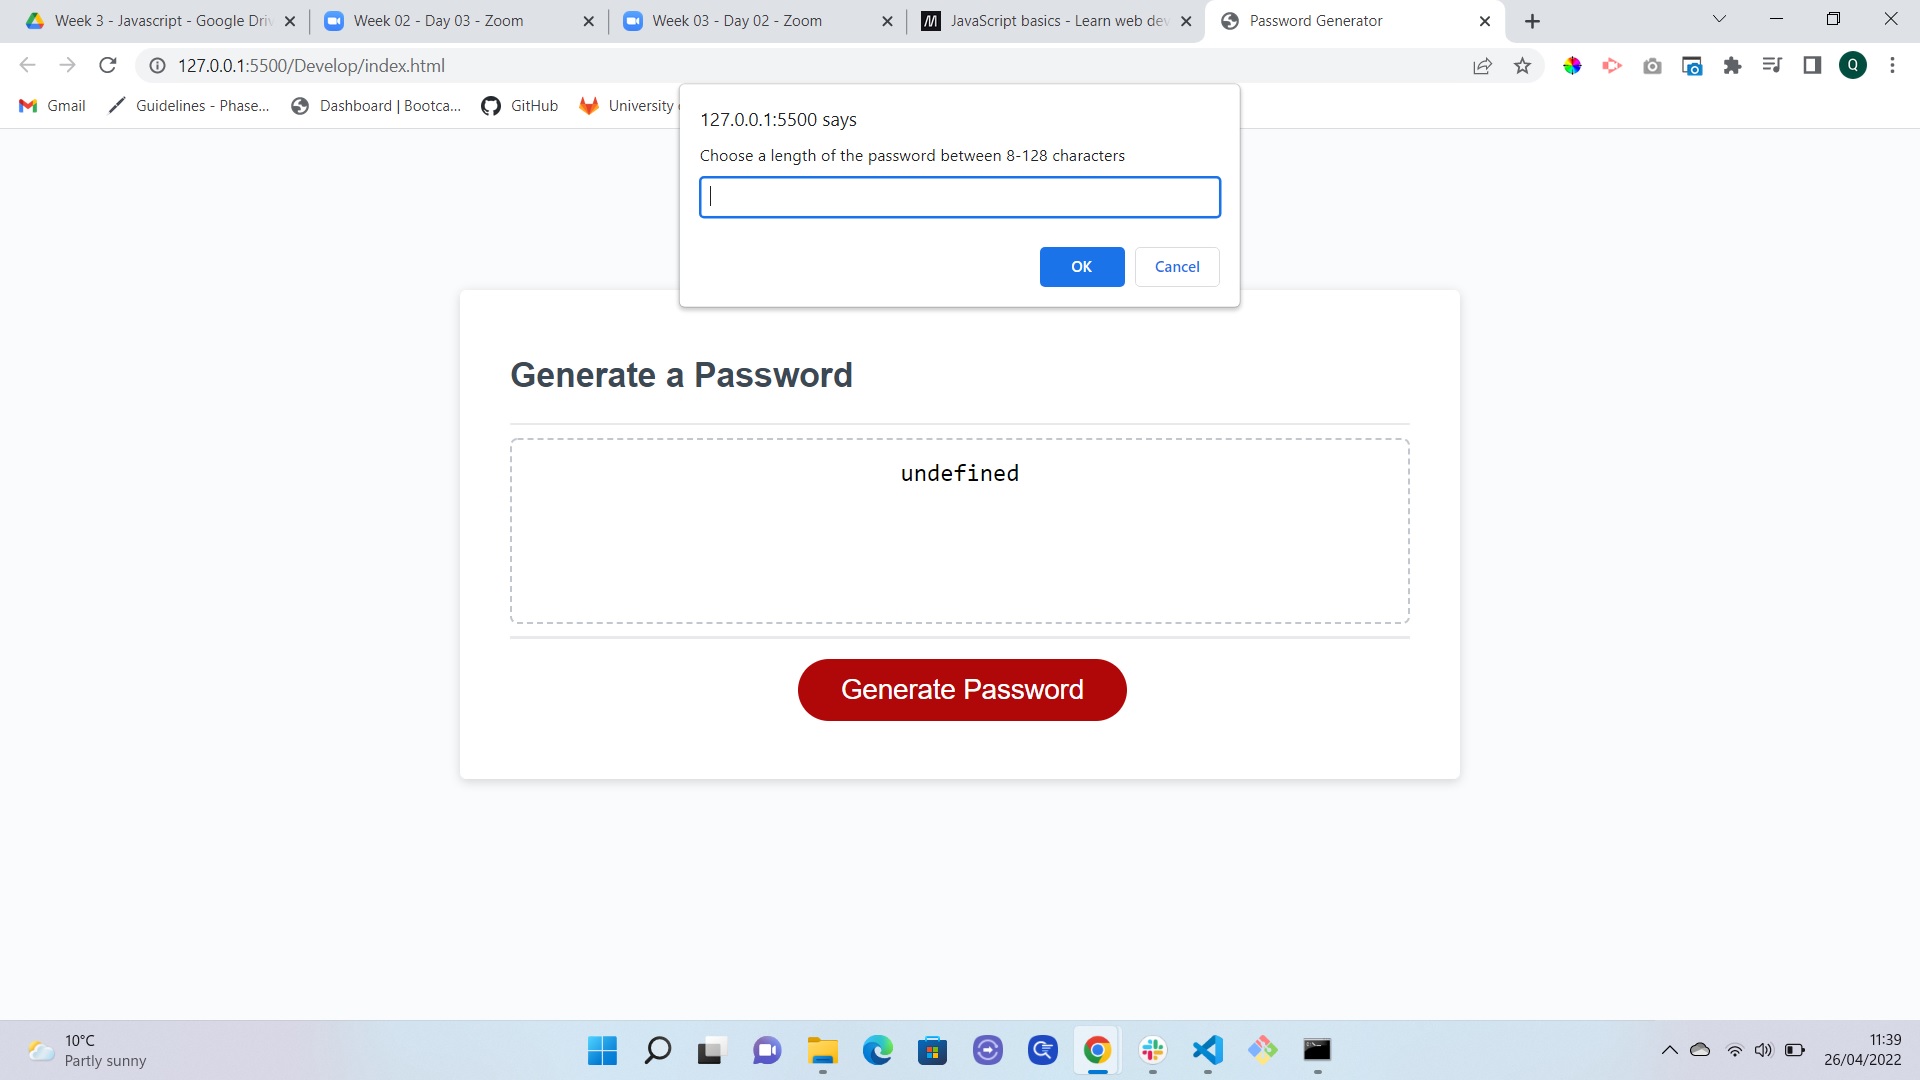 Week 3 - Javascript - Google Driv
Week 02 - Day 03 - Zoom
Week 03 - Day 02 - Zoom
JavaScript basics - Learn web dev
Password Generator
127.0.0.1:5500/Develop/index.html
Q
Gmail
Guidelines - Phase...
Dashboard | Bootca...
GitHub
University
127.0.0.1:5500 says
Choose a length of the password between 8-128 characters
OK
Cancel
Generate a Password
undefined
Generate Password
10°C
Partly sunny
11:39
26/04/2022